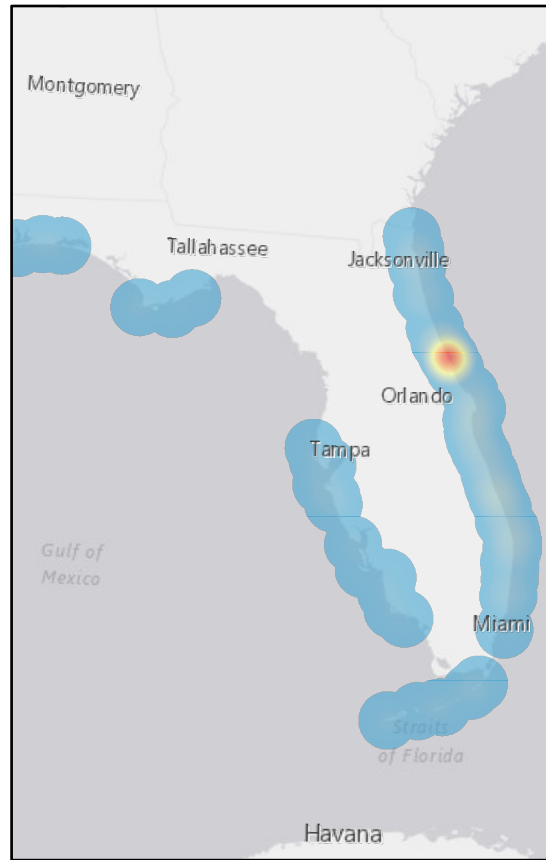 Montgomery
Tallahassee
Jacksonville
Orlando
Tampa
Gulf of
Mexico
Miami
Straits
of Florida
Havana